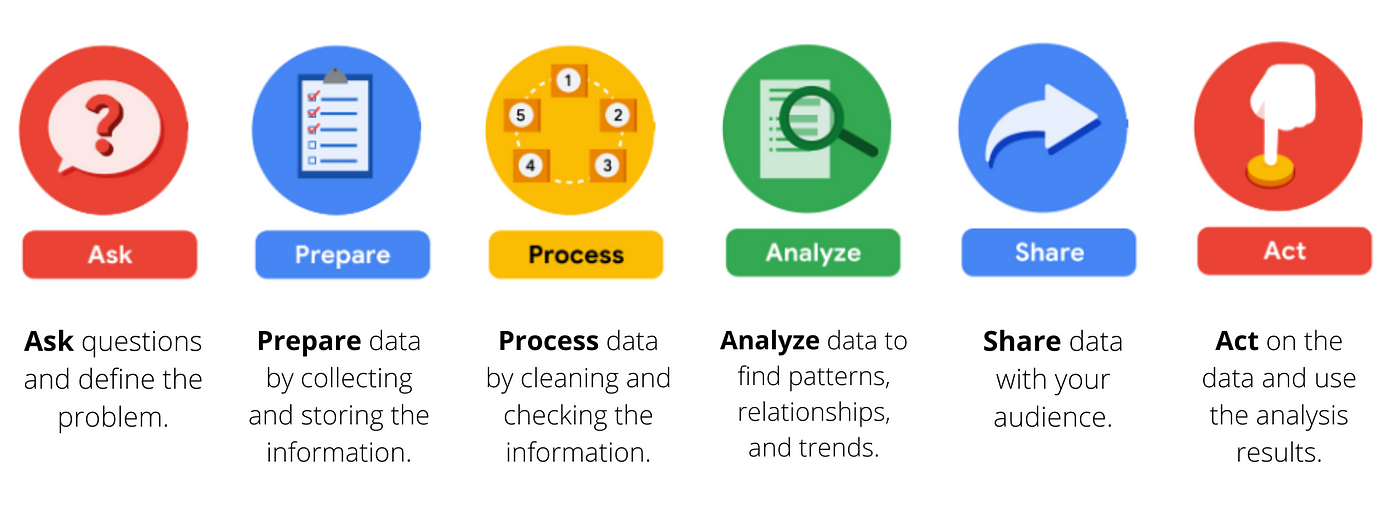 ?
1
5
2
4
3
Ask
Prepare
Process
Analyze
Share
Act
Ask questions
and define the
problem.
Prepare data
by collecting
and storing the
information.
Process data
by cleaning and
checking the
information.
Analyze data to
find patterns,
relationships,
and trends.
Share data
with your
audience.
Act on the
data and use
the analysis
results.